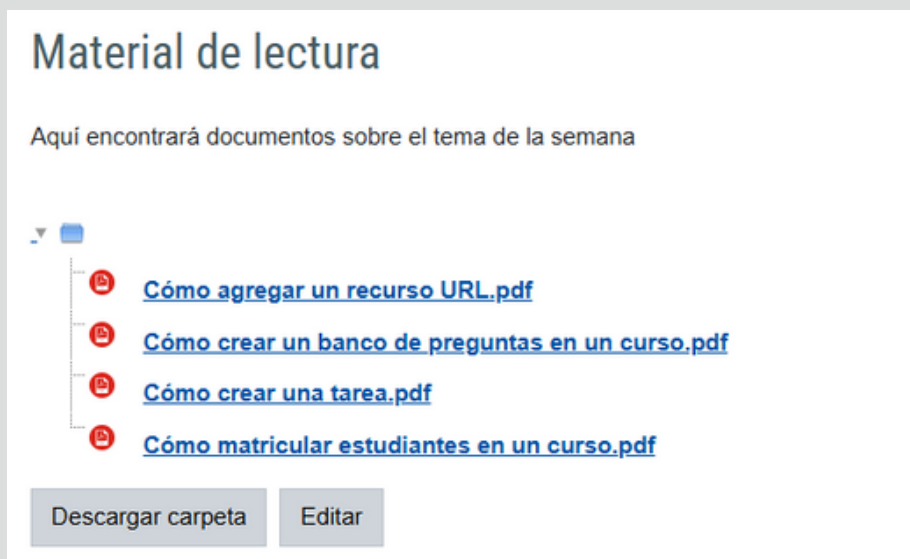 Material de lectura
Aquí encontrará documentos sobre el tema de la semana
Cómo agregar un recurso URL.pdf
Cómo crear un banco de preguntas en un curso.pdf
Cómo crear una tarea.pdf
Cómo matricular estudiantes en un curso.pdf
Descargar carpeta Editar